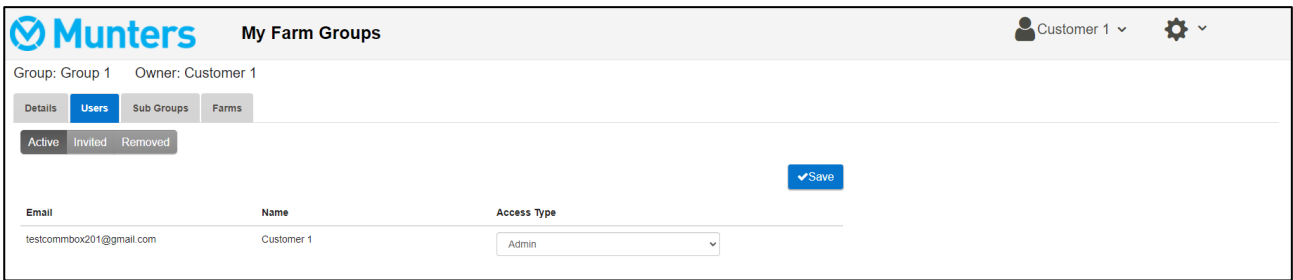 Munters My Farm Groups Customer 1
Group: Group 1 Owner: Customer 1
Details Users Sub Groups Farms
Active Invited Removed
Save
Email Name Access Type
testcommbox201@gmail.com Customer 1 Admin